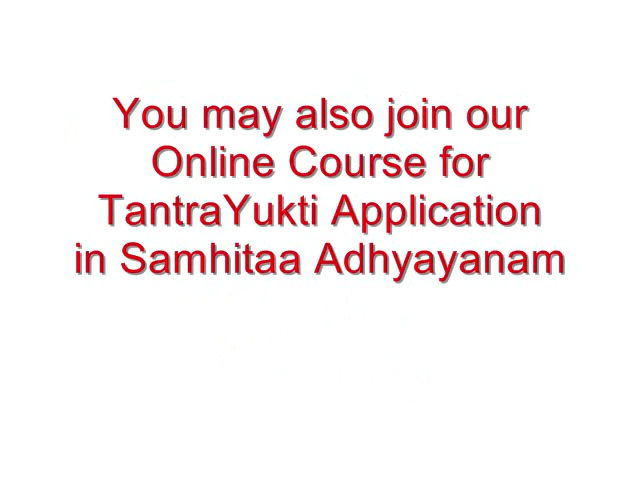 You may also join our
Online Course for
TantraYukti Application
in Samhitaa Adhyayanam